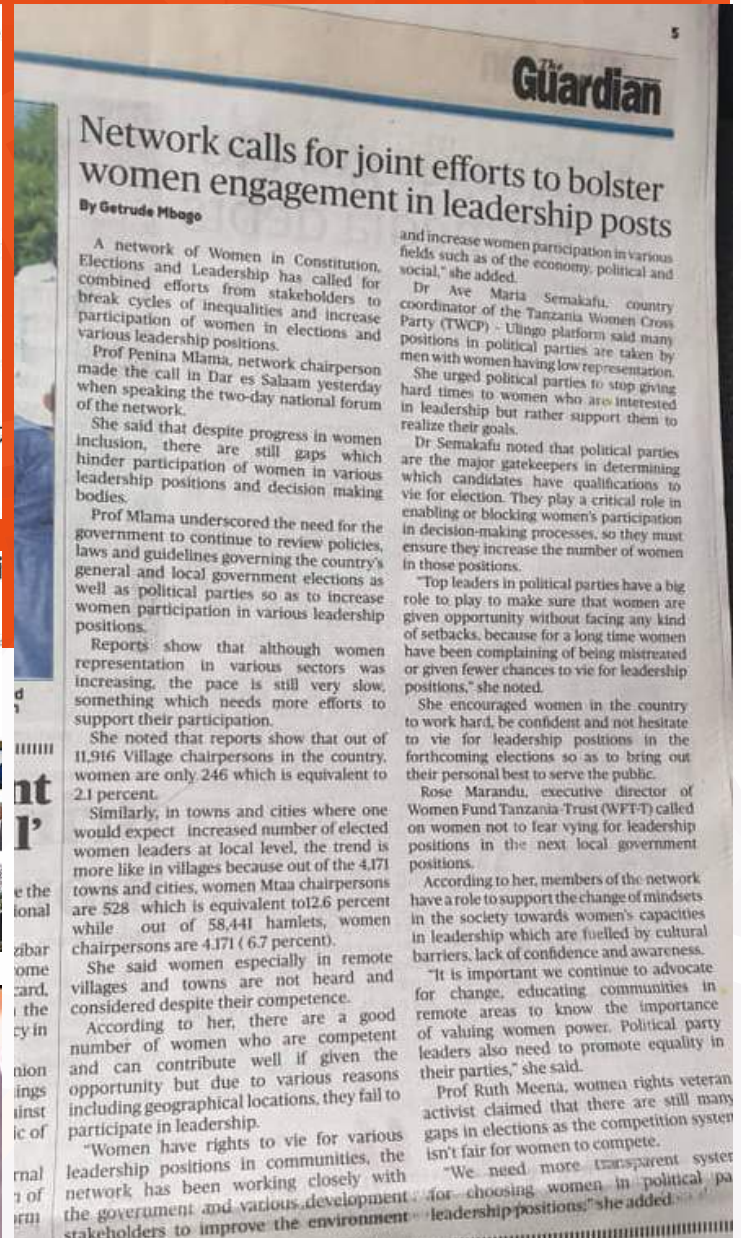 5
The Guardian
Network calls for joint efforts to bolster
women engagement in leadership posts
By Getrude Mbago
A network of Women in Constitution,
Elections and Leadership has called for
combined efforts from stakeholders to
break cycles of inequalities and increase
participation of women in elections and
various leadership positions.
Prof Penina Mlama, network chairperson
made the call in Dar es Salaam yesterday
when speaking the two-day national forum
of the network.
She said that despite progress in women
inclusion, there are still gaps which
hinder participation of women in various
leadership positions and decision making
bodies.
Prof Mlama underscored the need for the
government to continue to review policies,
laws and guidelines governing the country's
general and local government elections as
well as political parties so as to increase
women participation in various leadership
positions.
Reports show that although women
representation in various sectors was
increasing, the pace is still very slow,
something which needs more efforts to
support their participation.
She noted that reports show that out of
11,916 Village chairpersons in the country,
women are only 246 which is equivalent to
2.1 percent.
Similarly, in towns and cities where one
would expect increased number of elected
women leaders at local level, the trend is
more like in villages because out of the 4,171
towns and cities, women Mtaa chairpersons
are 528 which is equivalent to12.6 percent
while out of 58,441 hamlets, women
chairpersons are 4.171 ( 6.7 percent).
She said women especially in remote
villages and towns are not heard and
considered despite their competence.
According to her, there are a good
number of women who are competent
and can contribute well if given the
opportunity but due to various reasons
including geographical locations, they fail to
participate in leadership.
"Women have rights to vie for various
leadership positions in communities, the
network has been working closely with
the government and various development
stakeholders to improve the environment
and increase women participation in various
fields such as of the economy, political and
social," she added.
Dr Ave Maria Semakafu, country
coordinator of the Tanzania Women Cross
Party (TWCP) - Ulingo platform said many
positions in political parties are taken by
men with women having low representation.
She urged political parties to stop giving
hard times to women who are interested
in leadership but rather support them to
realize their goals.
Dr Semakafu noted that political parties
are the major gatekeepers in determining
which candidates have qualifications to
vie for election. They play a critical role in
enabling or blocking women's participation
in decision-making processes, so they must
ensure they increase the number of women
in those positions.
"Top leaders in political parties have a big
role to play to make sure that women are
given opportunity without facing any kind
of setbacks, because for a long time women
have been complaining of being mistreated
or given fewer chances to vie for leadership
positions," she noted.
She encouraged women in the country
to work hard, be confident and not hesitate
to vie for leadership positions in the
forthcoming elections so as to bring out
their personal best to serve the public.
Rose Marandu, executive director of
Women Fund Tanzania-Trust (WFT-T) called
on women not to fear vying for leadership
positions in the next local government
positions.
According to her, members of the network
have a role to support the change of mindsets
in the society towards women's capacities
in leadership which are fuelled by cultural
barriers, lack of confidence and awareness.
"It is important we continue to advocate
for change, educating communities in
remote areas to know the importance
of valuing women power. Political party
leaders also need to promote equality in
their parties," she said.
Prof Ruth Meena, women rights veteran
activist claimed that there are still many
gaps in elections as the competition system
isn't fair for women to compete.
"We need more transparent syster
for choosing women in political pa
leadership positions," she added